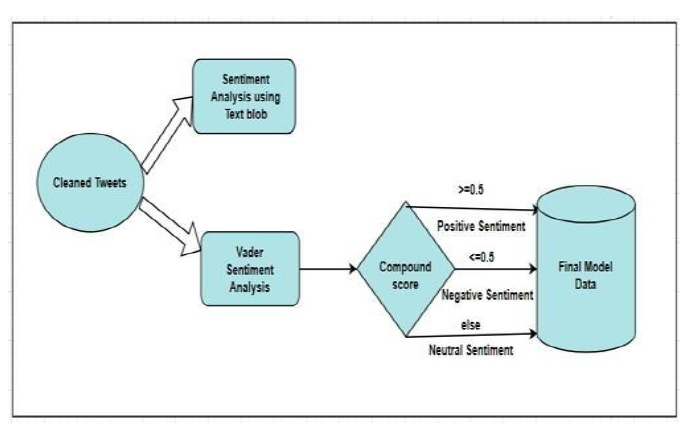 Sentiment
Analysis using
Text blob
Cleaned Tweets
Vader
Sentiment
Analysis
Compound
score
>=0.5
Positive Sentiment
<=0.5
Negative Sentiment
else
Neutral Sentiment
Final Model
Data